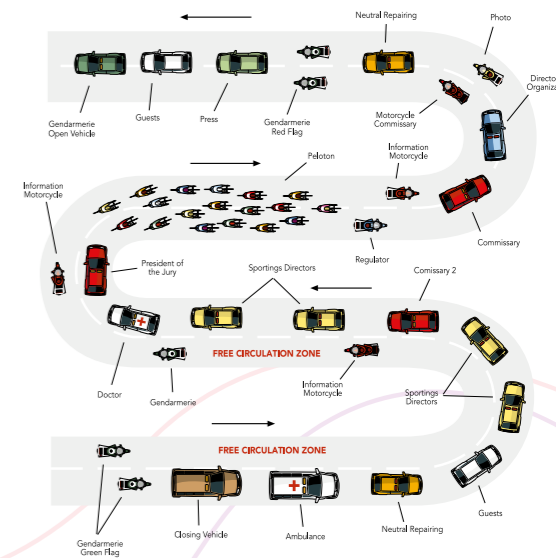 Neutral Repairing
Photo
Director
Organiza
Gendarmerie
Open Vehicle
Guests
Press
Gendarmerie
Red Flag
Motorcycle
Commissary
Information
Motorcycle
Peloton
Information
Motorcycle
Regulator
Commissary
President of
the Jury
Sportings Directors
Comissary 2
FREE CIRCULATION ZONE
Doctor
Gendarmerie
Information
Motorcycle
Sportings
Directors
FREE CIRCULATION ZONE
Guests
Gendarmerie
Green Flag
Closing Vehicle
Ambulance
Neutral Repairing